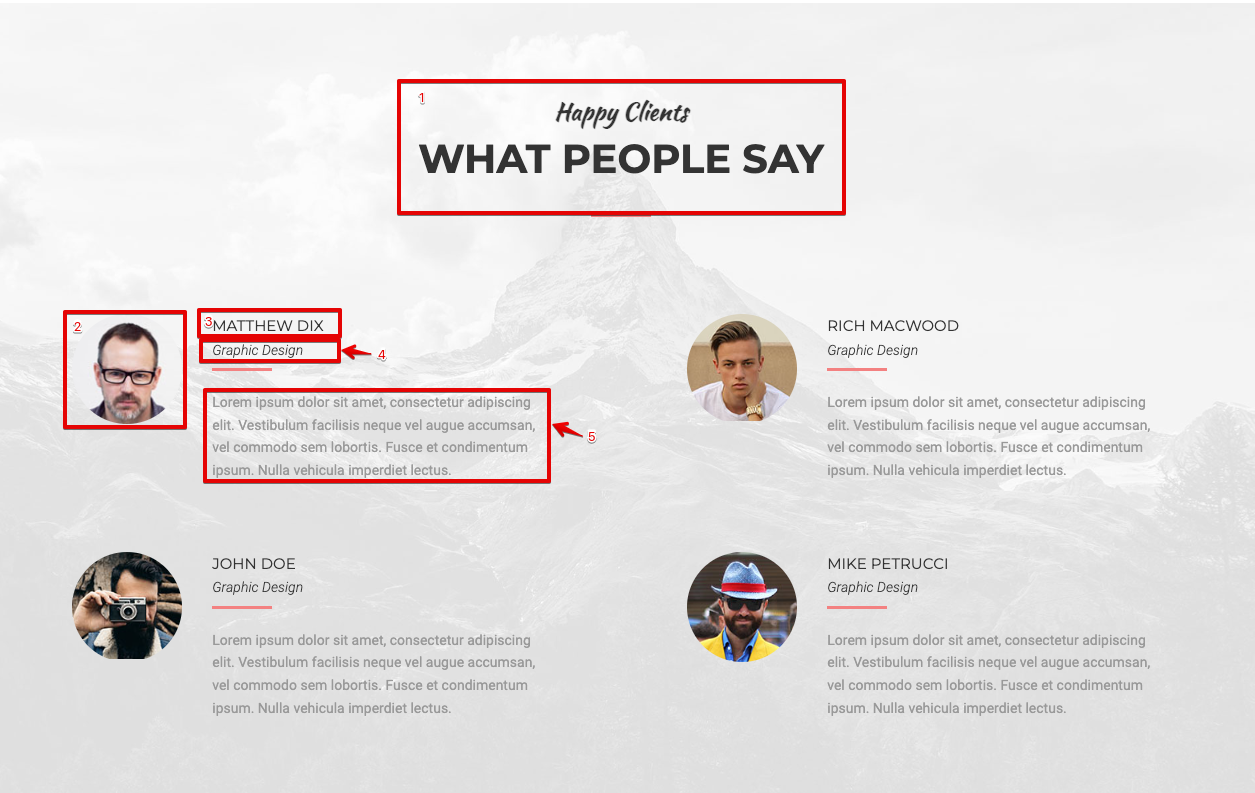 1
Happy Clients
WHAT PEOPLE SAY
2
3
MATTHEW DIX
Graphic Design
4
Lorem ipsum dolor sit amet, consectetur adipiscing
elit. Vestibulum facilisis neque vel augue accumsan,
vel commodo sem lobortis. Fusce et condimentum
ipsum. Nulla vehicula imperdiet lectus.
5
RICH MACWOOD
Graphic Design
Lorem ipsum dolor sit amet, consectetur adipiscing
elit. Vestibulum facilisis neque vel augue accumsan,
vel commodo sem lobortis. Fusce et condimentum
ipsum. Nulla vehicula imperdiet lectus.
JOHN DOE
Graphic Design
Lorem ipsum dolor sit amet, consectetur adipiscing
elit. Vestibulum facilisis neque vel augue accumsan,
vel commodo sem lobortis. Fusce et condimentum
ipsum. Nulla vehicula imperdiet lectus.
MIKE PETRUCCI
Graphic Design
Lorem ipsum dolor sit amet, consectetur adipiscing
elit. Vestibulum facilisis neque vel augue accumsan,
vel commodo sem lobortis. Fusce et condimentum
ipsum. Nulla vehicula imperdiet lectus.